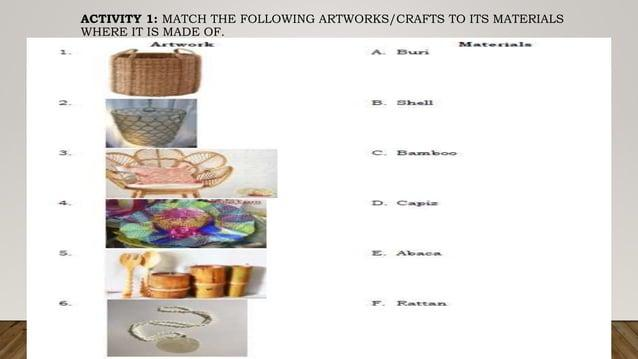 ACTIVITY 1: MATCH THE FOLLOWING ARTWORKS/CRAFTS TO ITS MATERIALS
WHERE IT IS MADE OF.
Artwork Materials
1. A. Buri
2. B. Shell
3. C. Bamboo
4. D. Capiz
5. E. Abaca
6. F. Rattan